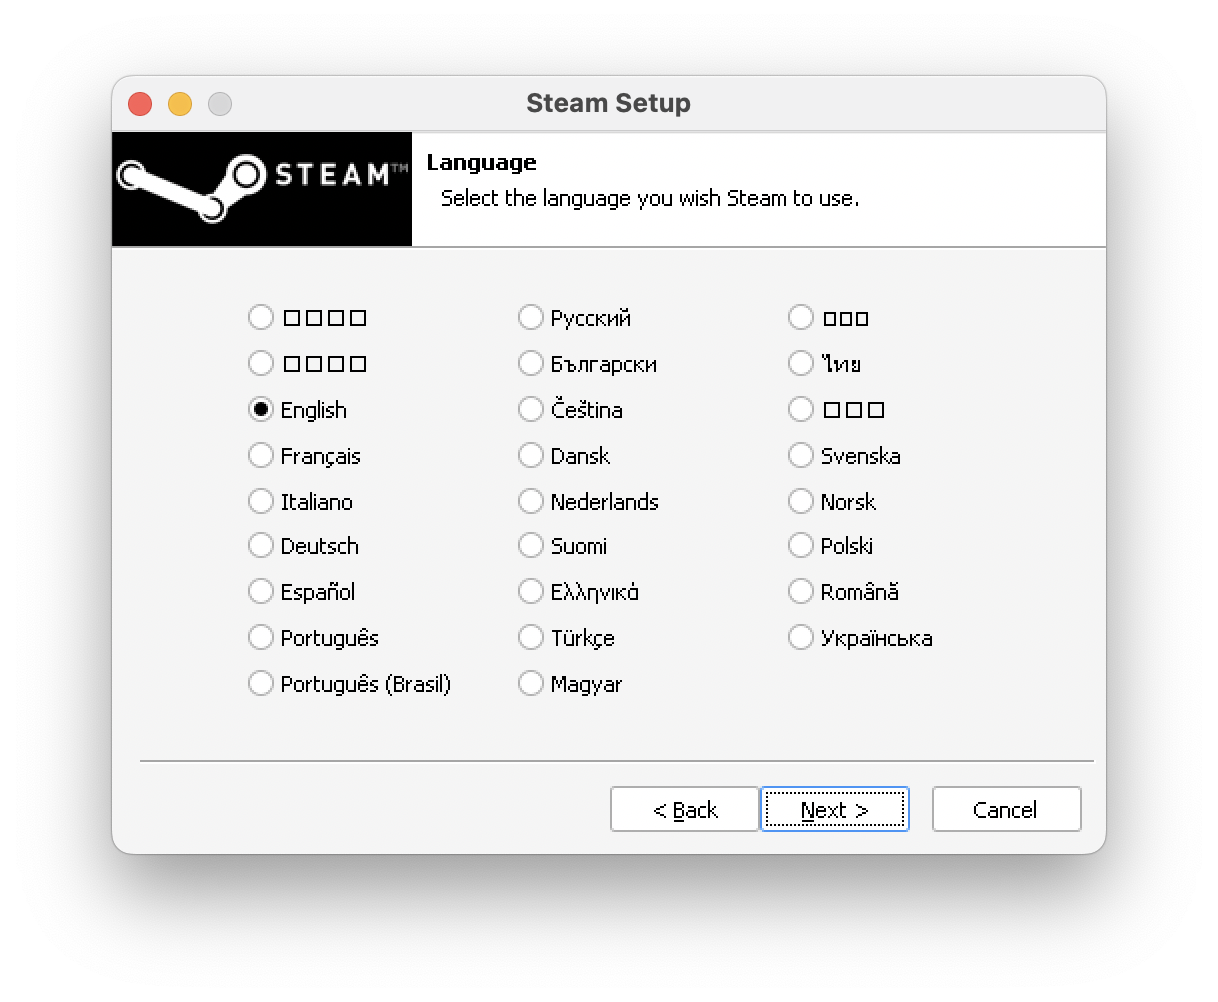 Steam Setup
STEAM™
Language
Select the language you wish Steam to use.
□□□□
Русский
□□□
□□□□
Български
ไทย
English
Čeština
□□□
Français
Dansk
Svenska
Italiano
Nederlands
Norsk
Deutsch
Suomi
Polski
Español
Ελληνικά
Română
Português
Türkçe
Українська
Português (Brasil)
Magyar
< Back
Next >
Cancel